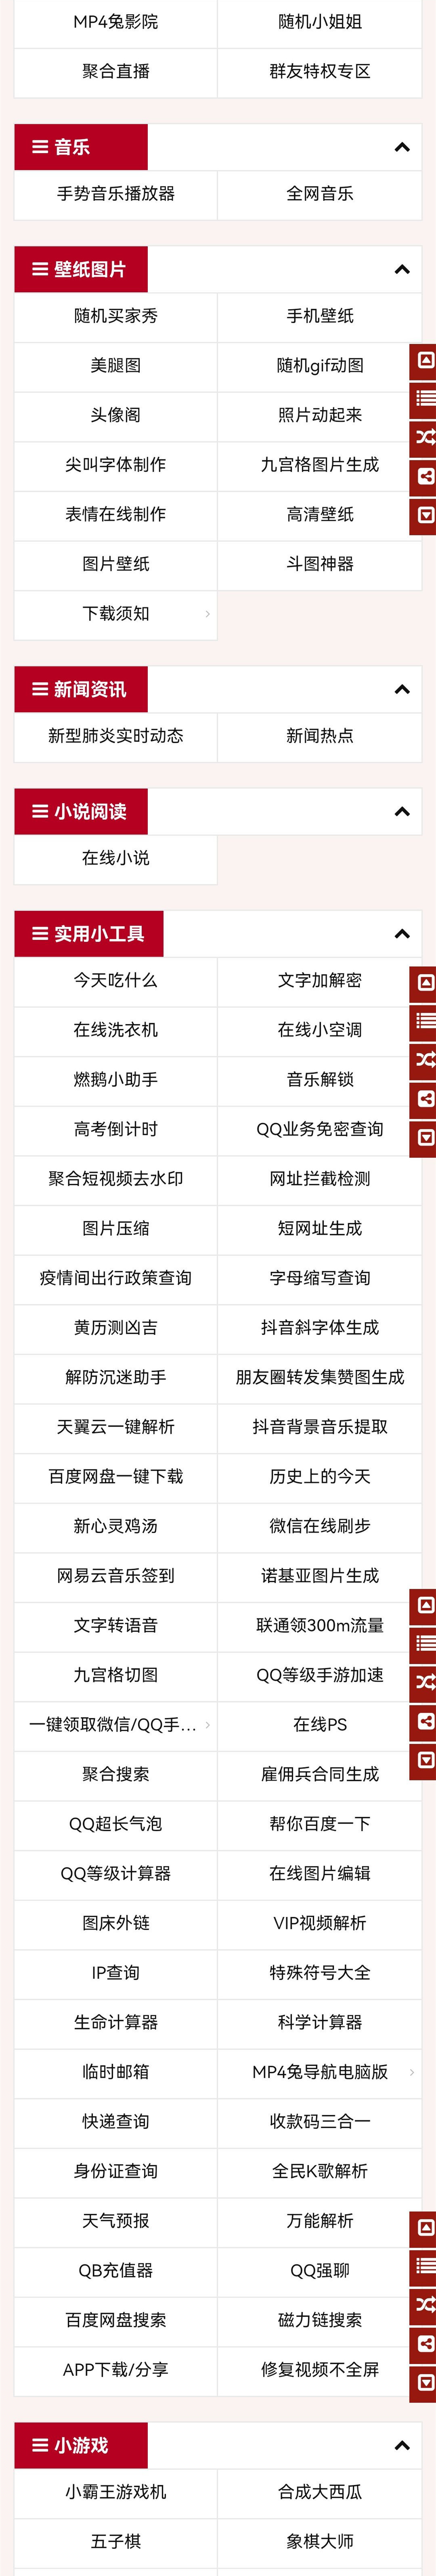 MP4兔影院 随机小姐姐
聚合直播 群友特权专区
音乐
手势音乐播放器 全网音乐
壁纸图片
随机买家秀 手机壁纸
美腿图 随机gif动图
头像阁 照片动起来
尖叫字体制作 九宫格图片生成
表情在线制作 高清壁纸
图片壁纸 斗图神器
下载须知
新闻资讯
新型肺炎实时动态 新闻热点
小说阅读
在线小说
实用小工具
今天吃什么 文字加解密
在线洗衣机 在线小空调
燃鹅小助手 音乐解锁
高考倒计时 QQ业务免密查询
聚合短视频去水印 网址拦截检测
图片压缩 短网址生成
疫情间出行政策查询 字母缩写查询
黄历测凶吉 抖音斜字体生成
解防沉迷助手 朋友圈转发集赞图生成
天翼云一键解析 抖音背景音乐提取
百度网盘一键下载 历史上的今天
新心灵鸡汤 微信在线刷步
网易云音乐签到 诺基亚图片生成
文字转语音 联通领300m流量
九宫格切图 QQ等级手游加速
一键领取微信/QQ手... 在线PS
聚合搜索 雇佣兵合同生成
QQ超长气泡 帮你百度一下
QQ等级计算器 在线图片编辑
图床外链 VIP视频解析
IP查询 特殊符号大全
生命计算器 科学计算器
临时邮箱 MP4兔导航电脑版
快递查询 收款码三合一
身份证查询 全民K歌解析
天气预报 万能解析
QB充值器 QQ强聊
百度网盘搜索 磁力链搜索
APP下载/分享 修复视频不全屏
小游戏
小霸王游戏机 合成大西瓜
五子棋 象棋大师